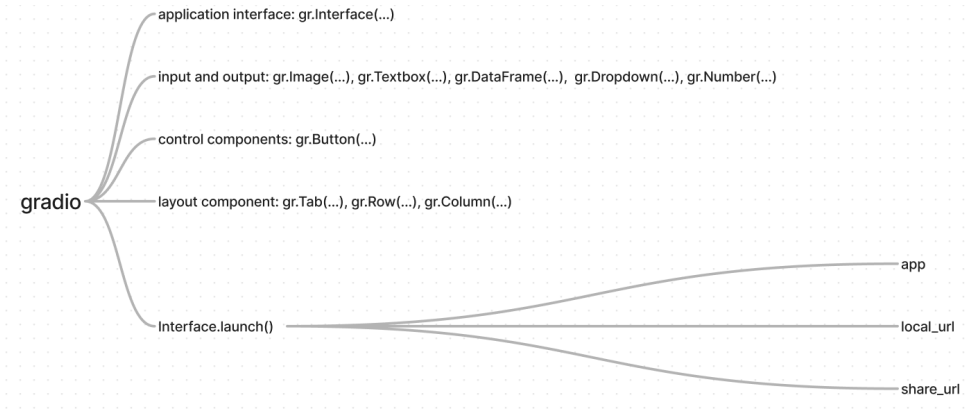 application interface: gr.Interface(...)
input and output: gr.Image(...), gr.Textbox(...), gr.DataFrame(...),  gr.Dropdown(...), gr.Number(...)
control components: gr.Button(...)
gradio
layout component: gr.Tab(...), gr.Row(...), gr.Column(...)
app
Interface.launch()
local_url
share_url